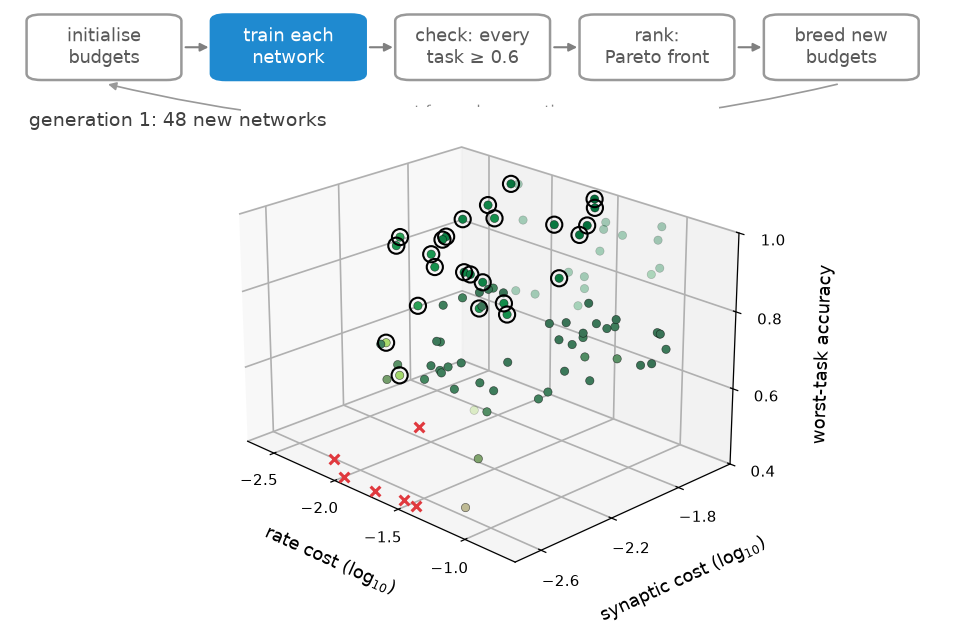 initialise
budgets
train each
network
check: every
task ≥ 0.6
rank:
Pareto front
breed new
budgets
generation 1: 48 new networks
1.0
0.8
0.6
0.4
worst-task accuracy
−2.5
−2.0
−1.5
−1.0
rate cost (log₁₀)
−1.8
−2.2
−2.6
synaptic cost (log₁₀)